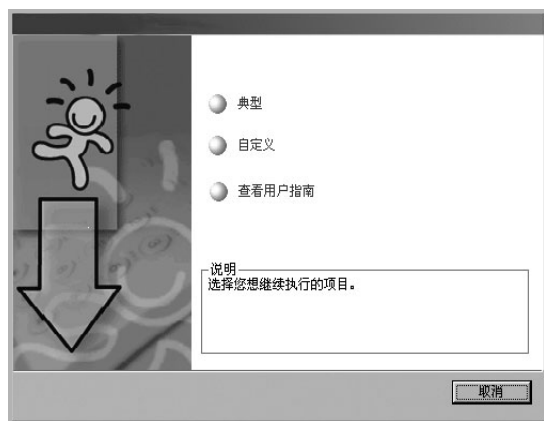 典型
自定义
查看用户指南
说明
选择您想继续执行的项目。
取消